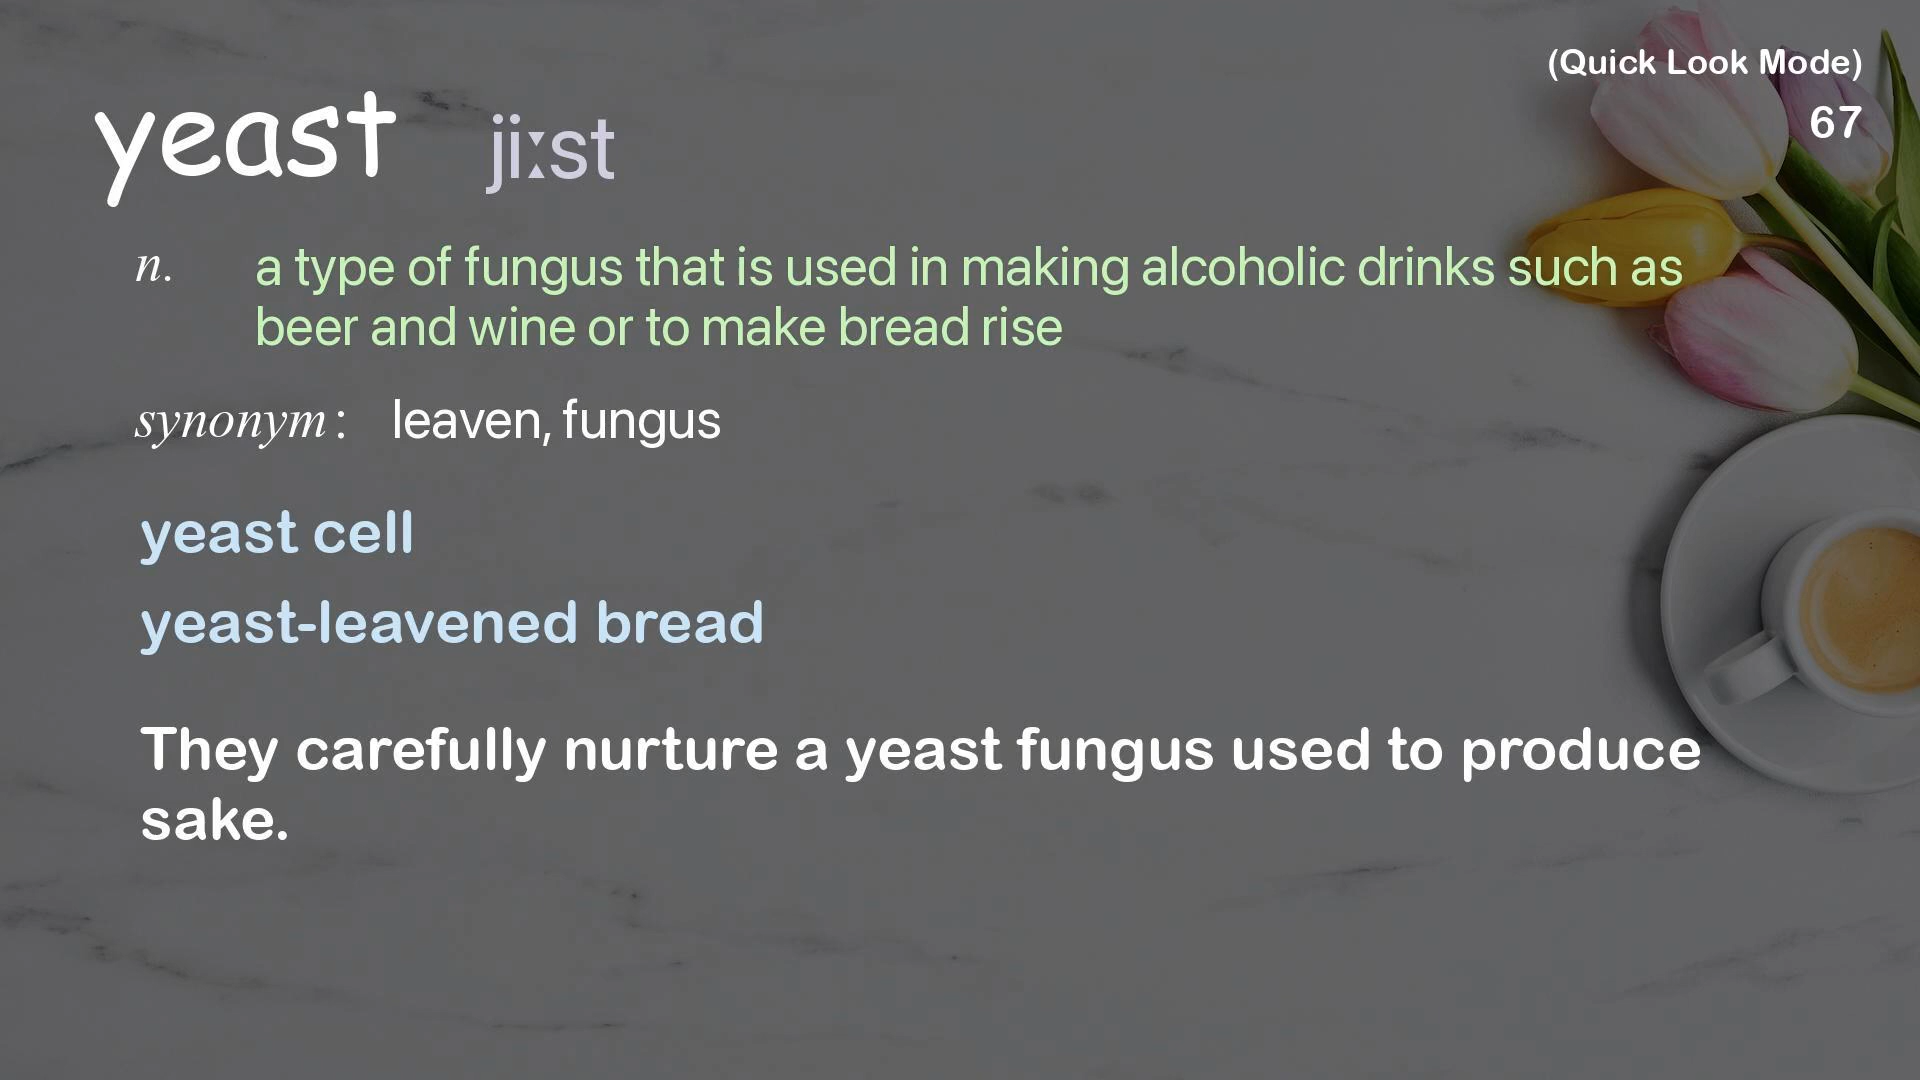 (Quick Look Mode)
67
yeast jiːst
n. a type of fungus that is used in making alcoholic drinks such as
beer and wine or to make bread rise
synonym: leaven, fungus
yeast cell
yeast-leavened bread
They carefully nurture a yeast fungus used to produce
sake.